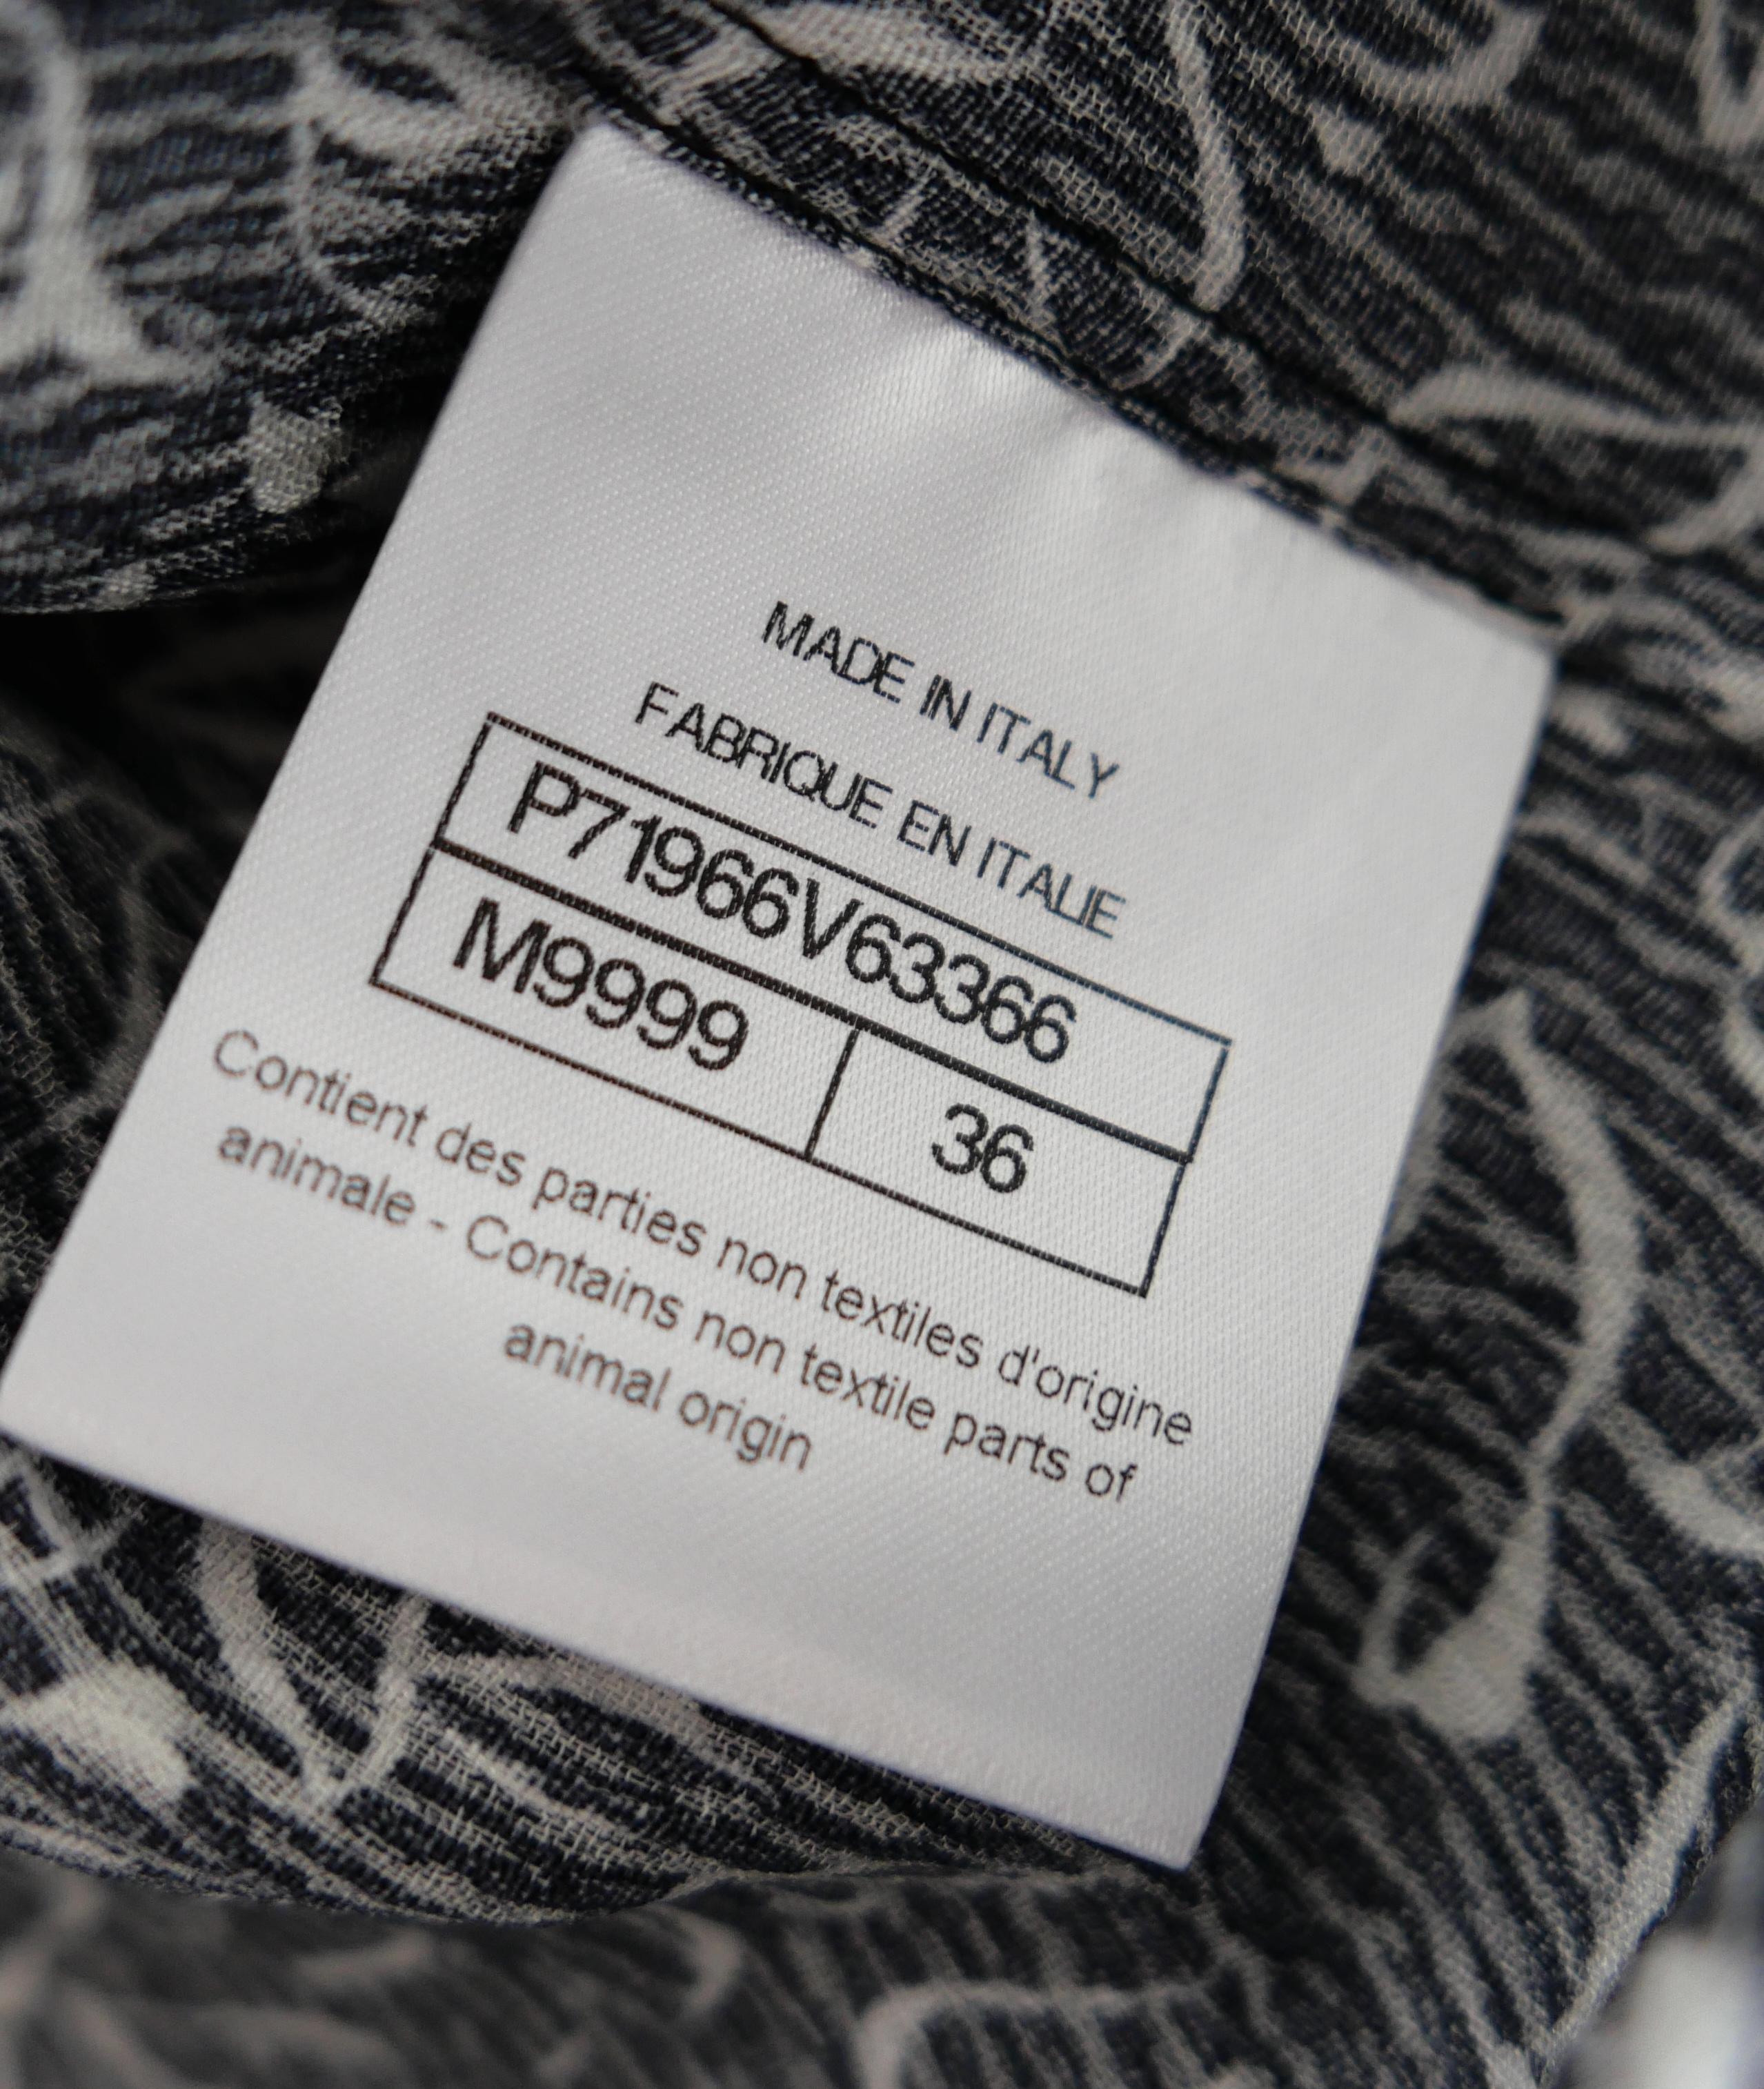 MADE IN ITALY
FABRIQUE EN ITALIE
P71966V63366
M9999
36
Contient des parties non textiles d'origine
animale - Contains non textile parts of
animal origin